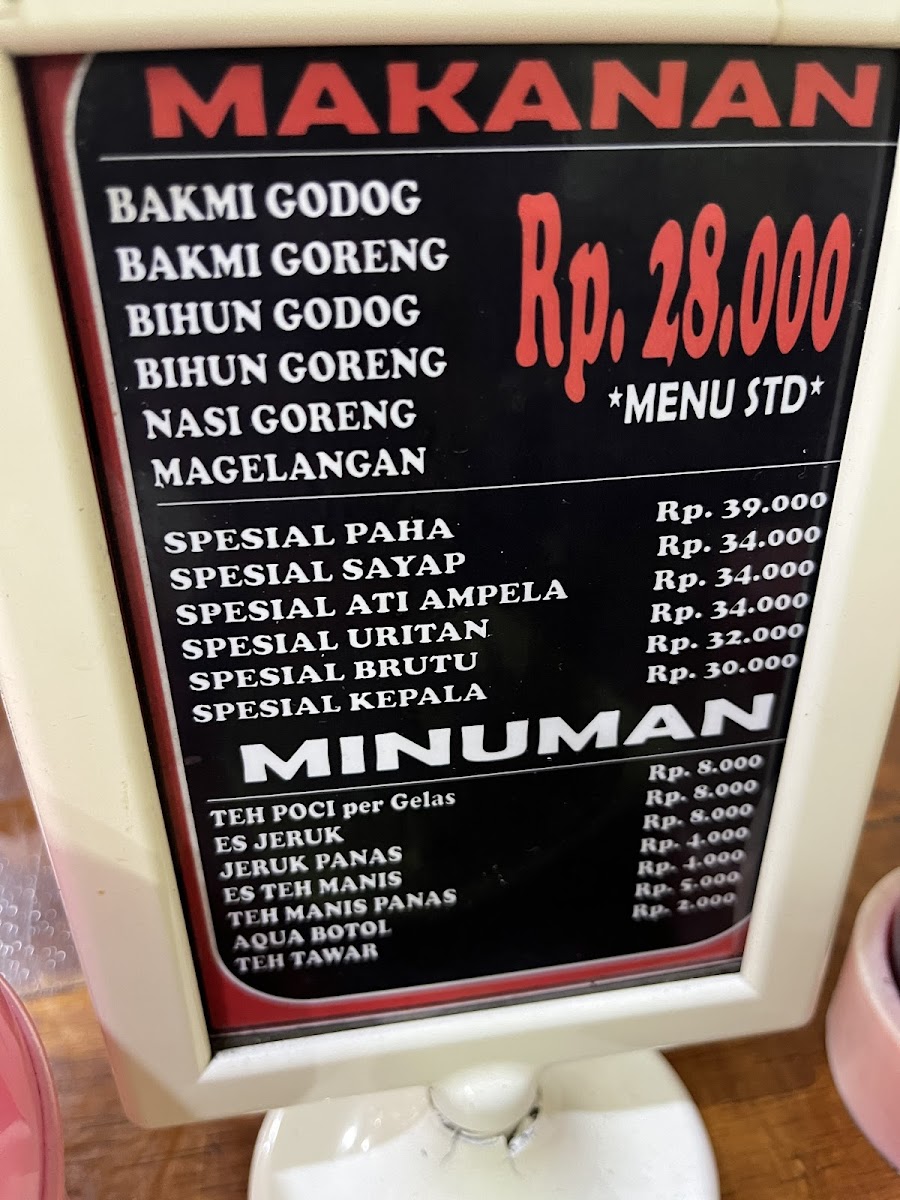 MAKANAN
BAKMI GODOG
BAKMI GORENG
BIHUN GODOG
BIHUN GORENG
NASI GORENG
MAGELANGAN
Rp. 28.000
*MENU STD*
SPESIAL PAHA Rp. 39.000
SPESIAL SAYAP Rp. 34.000
SPESIAL ATI AMPELA Rp. 34.000
SPESIAL URITAN Rp. 34.000
SPESIAL BRUTU Rp. 32.000
SPESIAL KEPALA Rp. 30.000
MINUMAN
TEH POCI per Gelas Rp. 8.000
ES JERUK Rp. 8.000
JERUK PANAS Rp. 8.000
ES TEH MANIS Rp. 4.000
TEH MANIS PANAS Rp. 4.000
AQUA BOTOL Rp. 5.000
TEH TAWAR Rp. 2.000